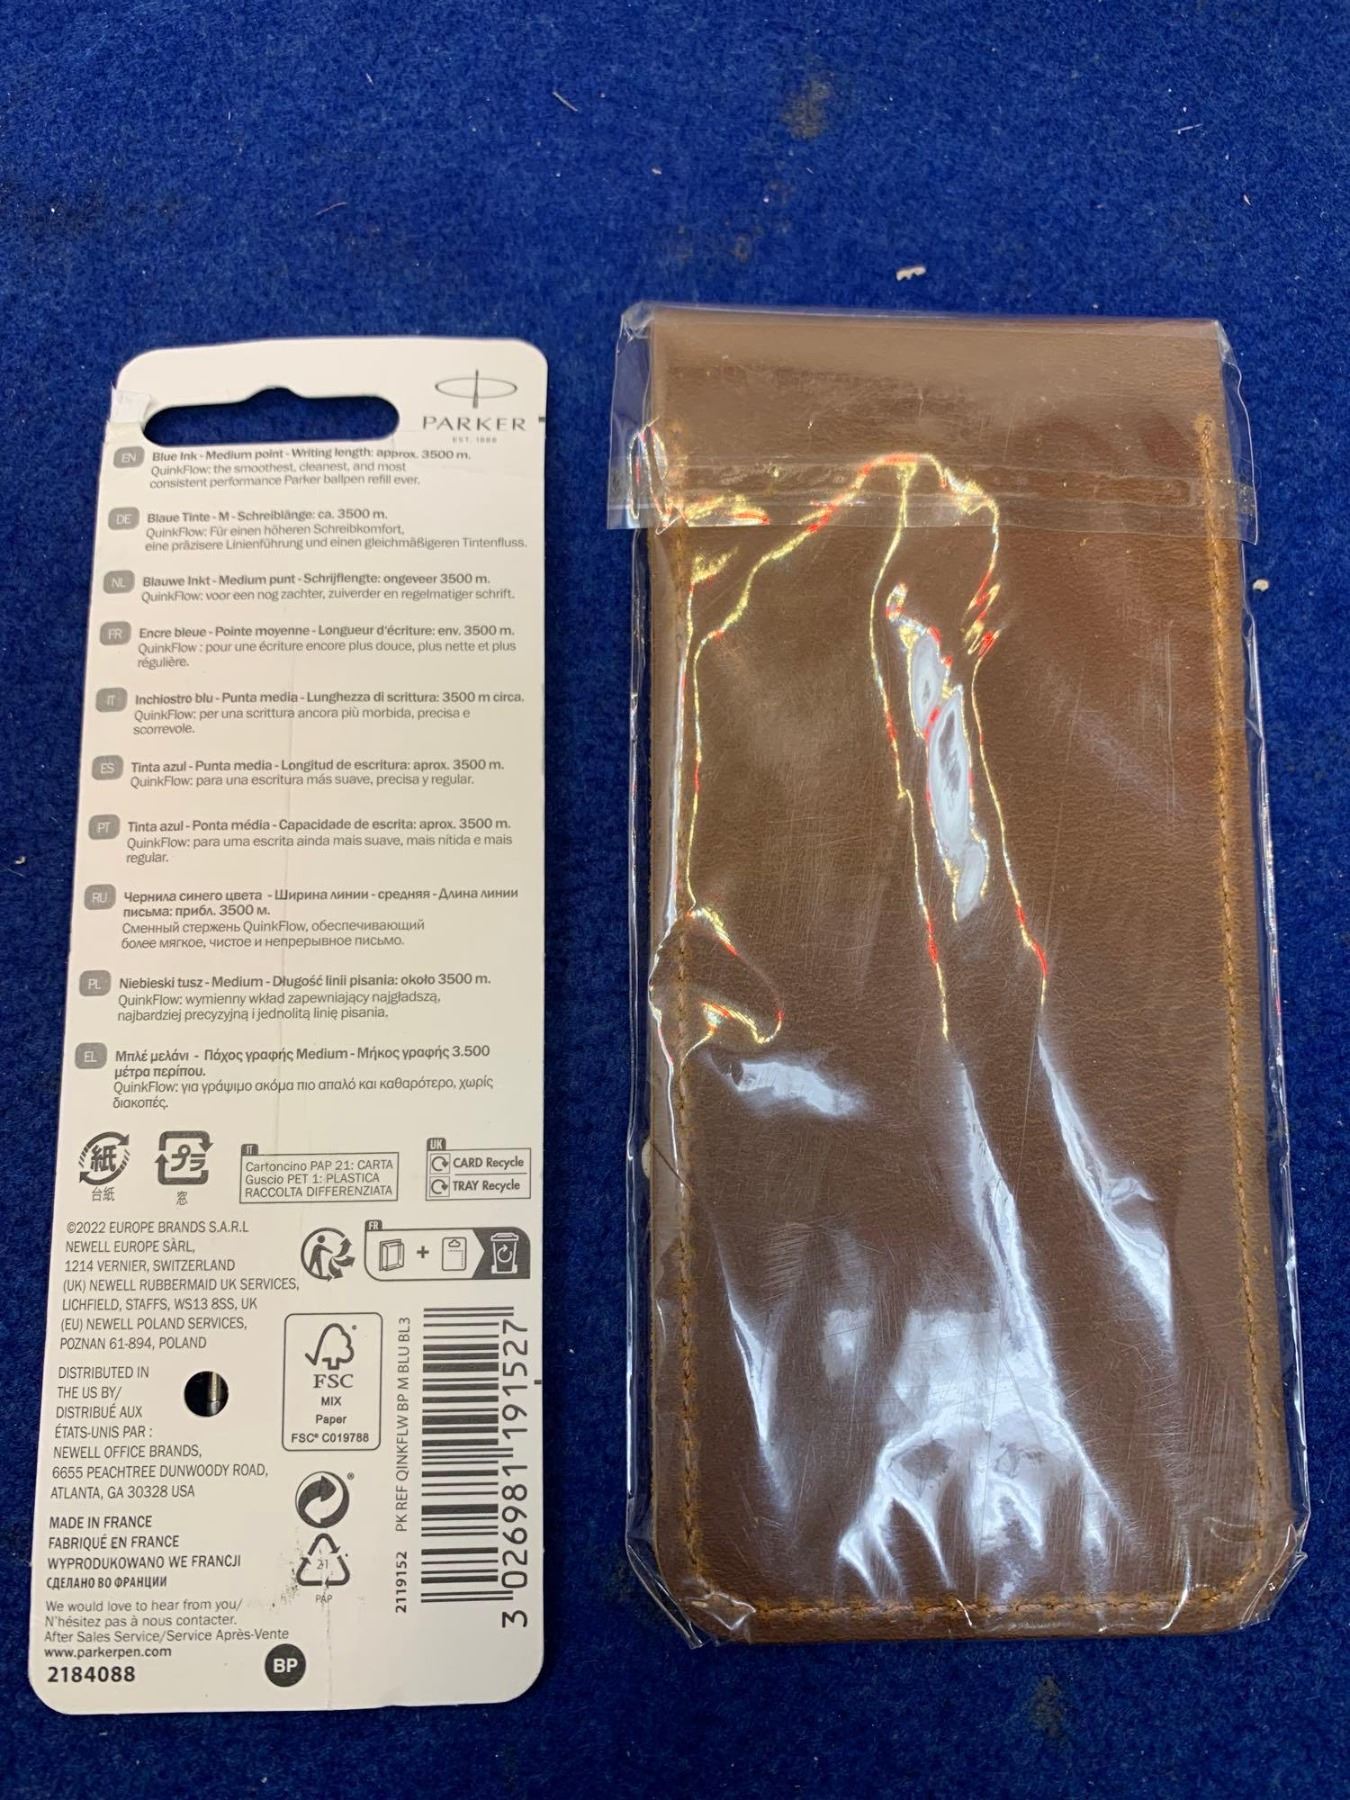 PARKER
EST. 1888
EN
Blue Ink - Medium point - Writing length: approx. 3500 m.
QuinkFlow: the smoothest, cleanest, and most
consistent performance Parker ballpen refill ever.
DE
Blaue Tinte - M - Schreiblänge: ca. 3500 m.
QuinkFlow: Für einen höheren Schreibkomfort,
eine präzisere Linienführung und einen gleichmäßigeren Tintenfluss.
NL
Blauwe Inkt - Medium punt - Schrijflengte: ongeveer 3500 m.
QuinkFlow: voor een nog zachter, zuiverder en regelmatiger schrift.
FR
Encre bleue - Pointe moyenne - Longueur d'écriture: env. 3500 m.
QuinkFlow : pour une écriture encore plus douce, plus nette et plus
régulière.
IT
Inchiostro blu - Punta media - Lunghezza di scrittura: 3500 m circa.
QuinkFlow: per una scrittura ancora più morbida, precisa e
scorrevole.
ES
Tinta azul - Punta media - Longitud de escritura: aprox. 3500 m.
QuinkFlow: para una escritura más suave, precisa y regular.
PT
Tinta azul - Ponta média - Capacidade de escrita: aprox. 3500 m.
QuinkFlow: para uma escrita ainda mais suave, mais nítida e mais
regular.
RU
Чернила синего цвета - Ширина линии - средняя - Длина линии
письма: прибл. 3500 м.
Сменный стержень QuinkFlow, обеспечивающий
более мягкое, чистое и непрерывное письмо.
PL
Niebieski tusz - Medium - Długość linii pisania: około 3500 m.
QuinkFlow: wymienny wkład zapewniający najgładszą,
najbardziej precyzyjną i jednolitą linię pisania.
EL
Μπλέ μελάνι - Πάχος γραφής Medium - Μήκος γραφής 3.500
μέτρα περίπου.
QuinkFlow: για γράψιμο ακόμα πιο απαλό και καθαρότερο, χωρίς
διακοπές.
紙
台紙
プラ
窓
IT
Cartoncino PAP 21: CARTA
Guscio PET 1: PLASTICA
RACCOLTA DIFFERENZIATA
UK
CARD Recycle
TRAY Recycle
©2022 EUROPE BRANDS S.A.R.L
NEWELL EUROPE SÀRL,
1214 VERNIER, SWITZERLAND
(UK) NEWELL RUBBERMAID UK SERVICES,
LICHFIELD, STAFFS, WS13 8SS, UK
(EU) NEWELL POLAND SERVICES,
POZNAN 61-894, POLAND
FR
+
DISTRIBUTED IN
THE US BY/
DISTRIBUÉ AUX
ÉTATS-UNIS PAR :
NEWELL OFFICE BRANDS,
6655 PEACHTREE DUNWOODY ROAD,
ATLANTA, GA 30328 USA
FSC
MIX
Paper
FSC® C019788
®
21
PAP
MADE IN FRANCE
FABRIQUÉ EN FRANCE
WYPRODUKOWANO WE FRANCJI
СДЕЛАНО ВО ФРАНЦИИ
We would love to hear from you/
N'hésitez pas à nous contacter.
After Sales Service/Service Après-Vente
www.parkerpen.com
2184088
BP
2119152 PK REF QINKFLW BP M BLU BL3
3 026981 191527